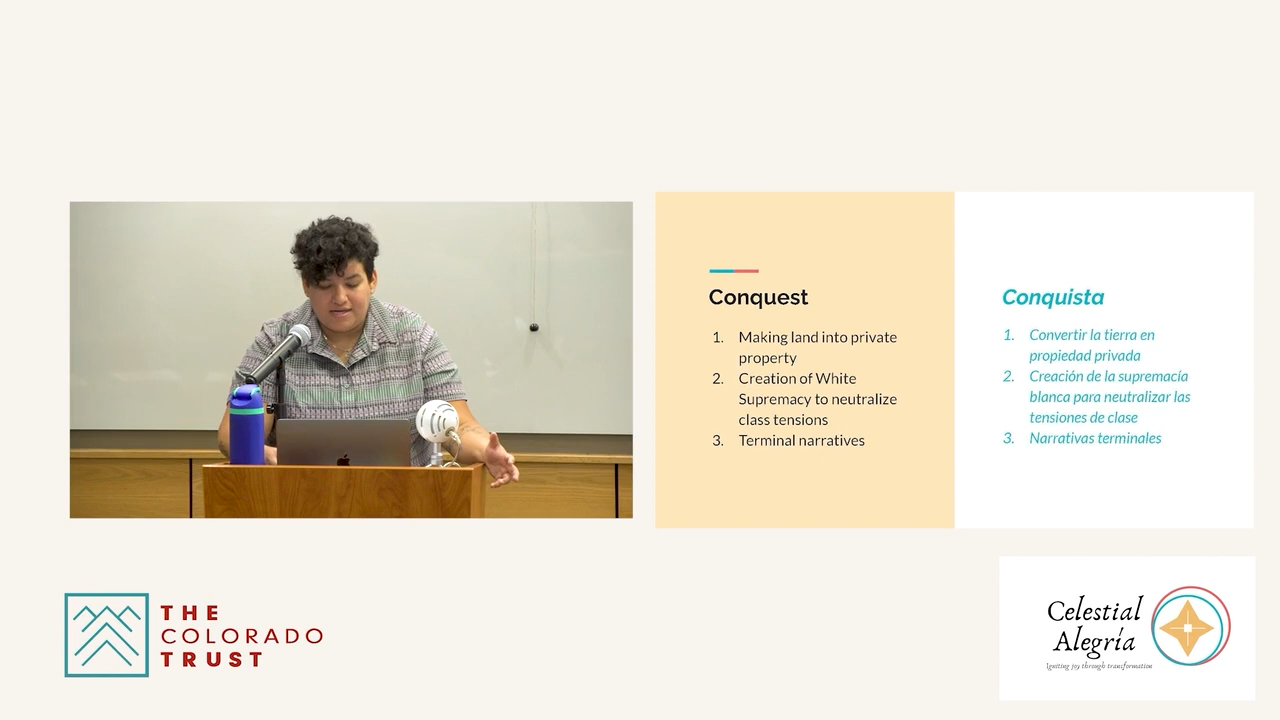 Conquest
1. Making land into private
property
2. Creation of White
Supremacy to neutralize
class tensions
3. Terminal narratives
Conquista
1. Convertir la tierra en
propiedad privada
2. Creación de la supremacía
blanca para neutralizar las
tensiones de clase
3. Narrativas terminales
THE
COLORADO
TRUST
Celestial
Alegría
Igniting joy through transformation